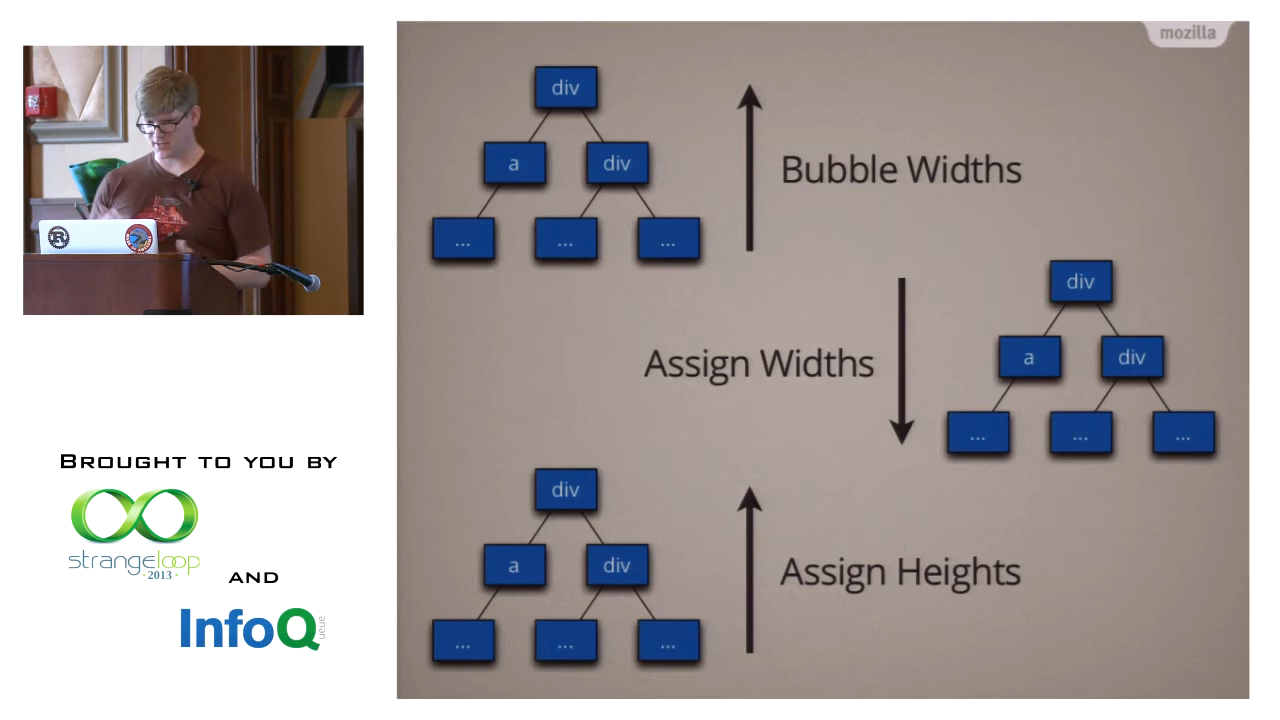 mozilla
div
a
div
...
...
...
Bubble Widths
Assign Widths
div
a
div
...
...
...
div
a
div
...
...
...
Assign Heights
R
BROUGHT TO YOU BY
strangeloop
·2013·
AND
InfoQ
ueue